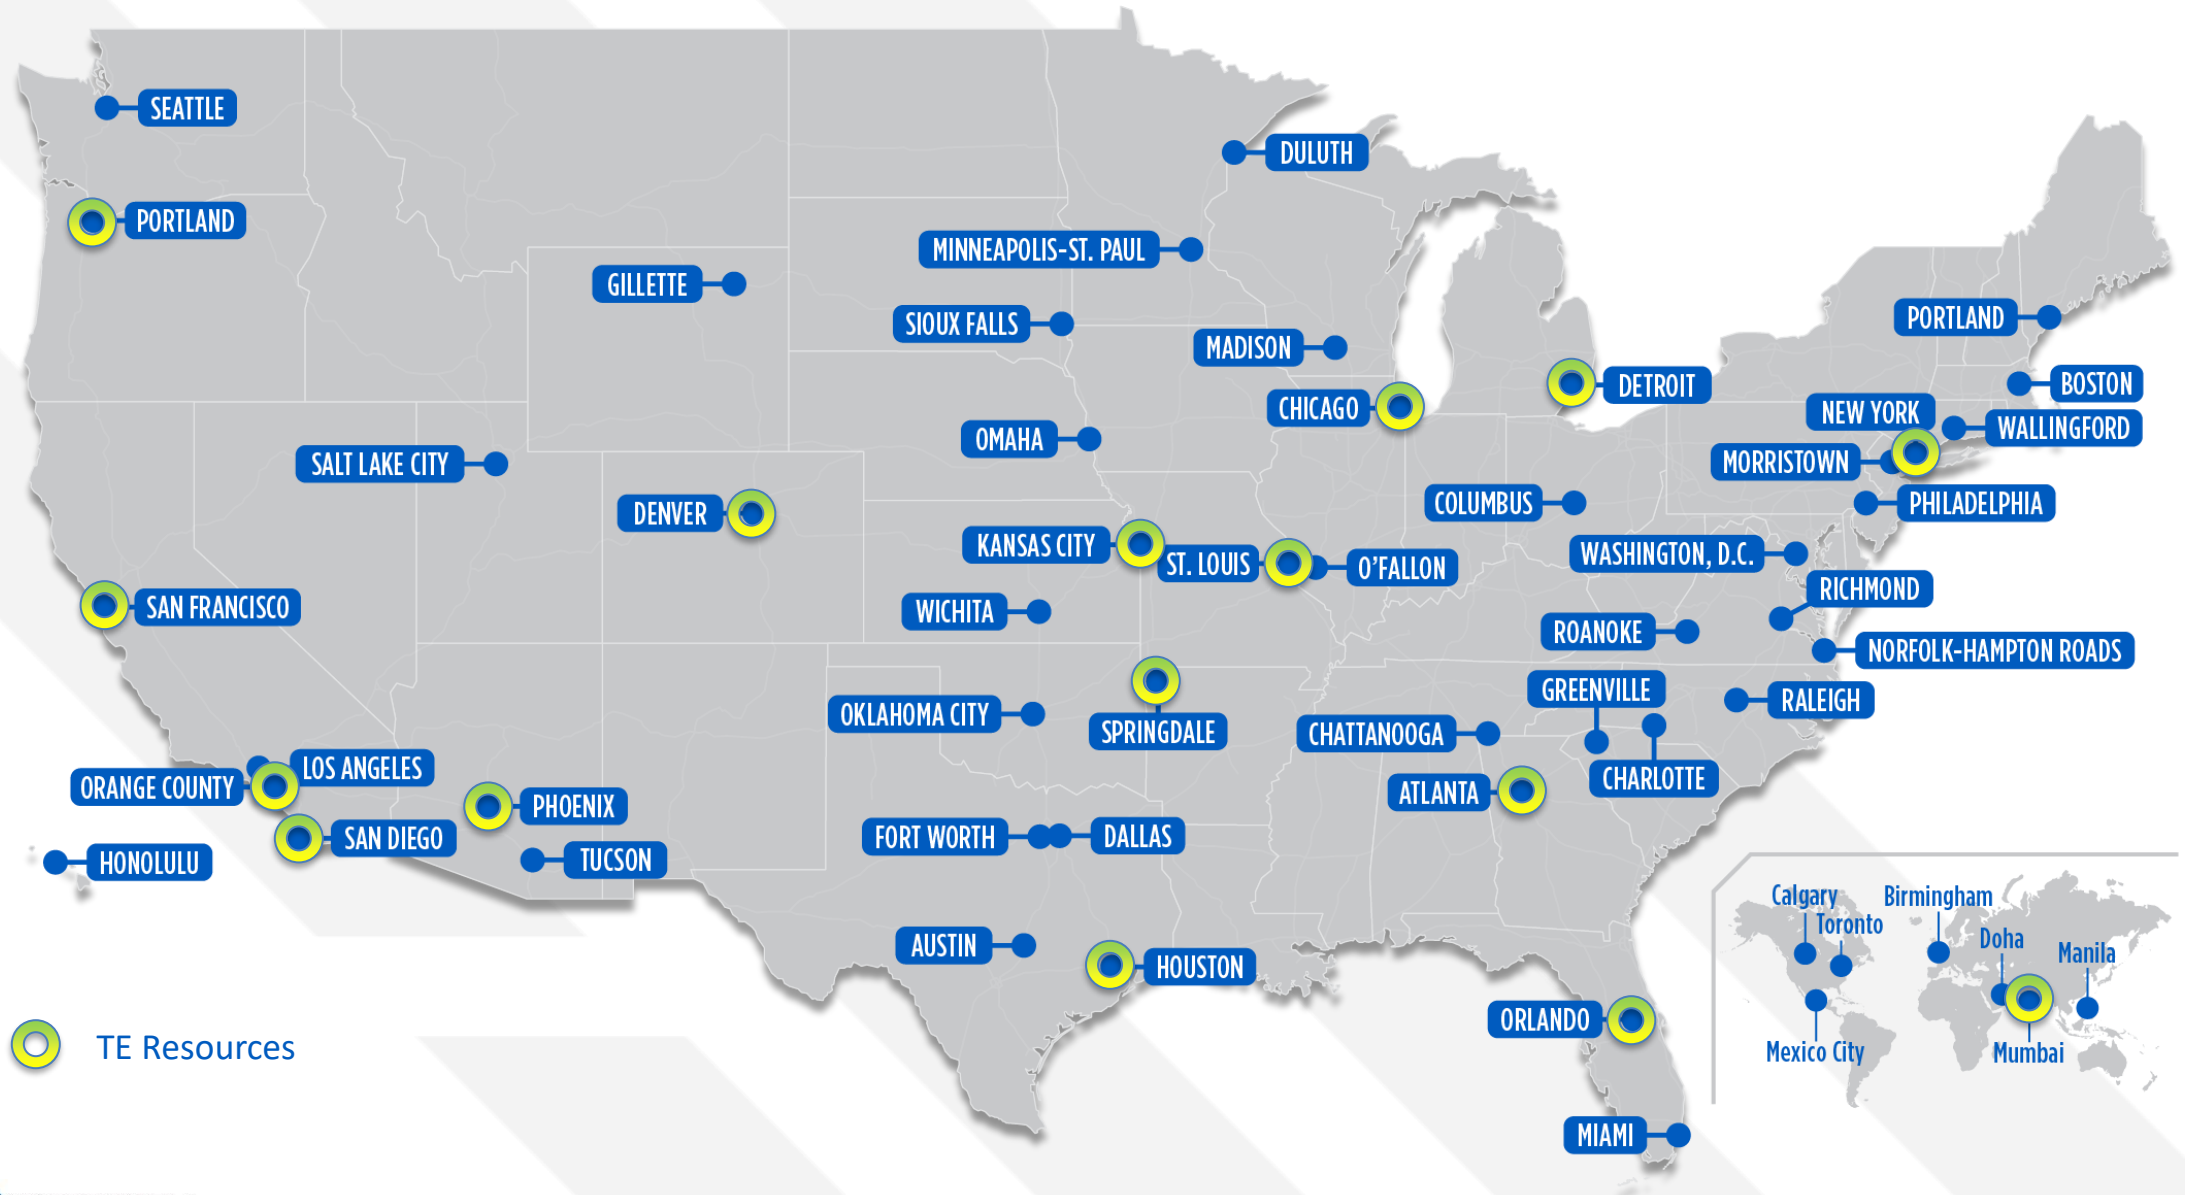 SEATTLE
DULUTH
PORTLAND
MINNEAPOLIS-ST. PAUL
GILLETTE
SIOUX FALLS
PORTLAND
MADISON
DETROIT
BOSTON
CHICAGO
NEW YORK
WALLINGFORD
OMAHA
SALT LAKE CITY
MORRISTOWN
COLUMBUS
PHILADELPHIA
DENVER
KANSAS CITY
WASHINGTON, D.C.
ST. LOUIS
O'FALLON
RICHMOND
SAN FRANCISCO
WICHITA
ROANOKE
NORFOLK-HAMPTON ROADS
GREENVILLE
RALEIGH
OKLAHOMA CITY
SPRINGDALE
CHATTANOOGA
LOS ANGELES
CHARLOTTE
ORANGE COUNTY
ATLANTA
PHOENIX
SAN DIEGO
FORT WORTH
DALLAS
HONOLULU
TUCSON
Calgary
Birmingham
Toronto
Doha
AUSTIN
Manila
HOUSTON
ORLANDO
TE Resources
Mexico City
Mumbai
MIAMI